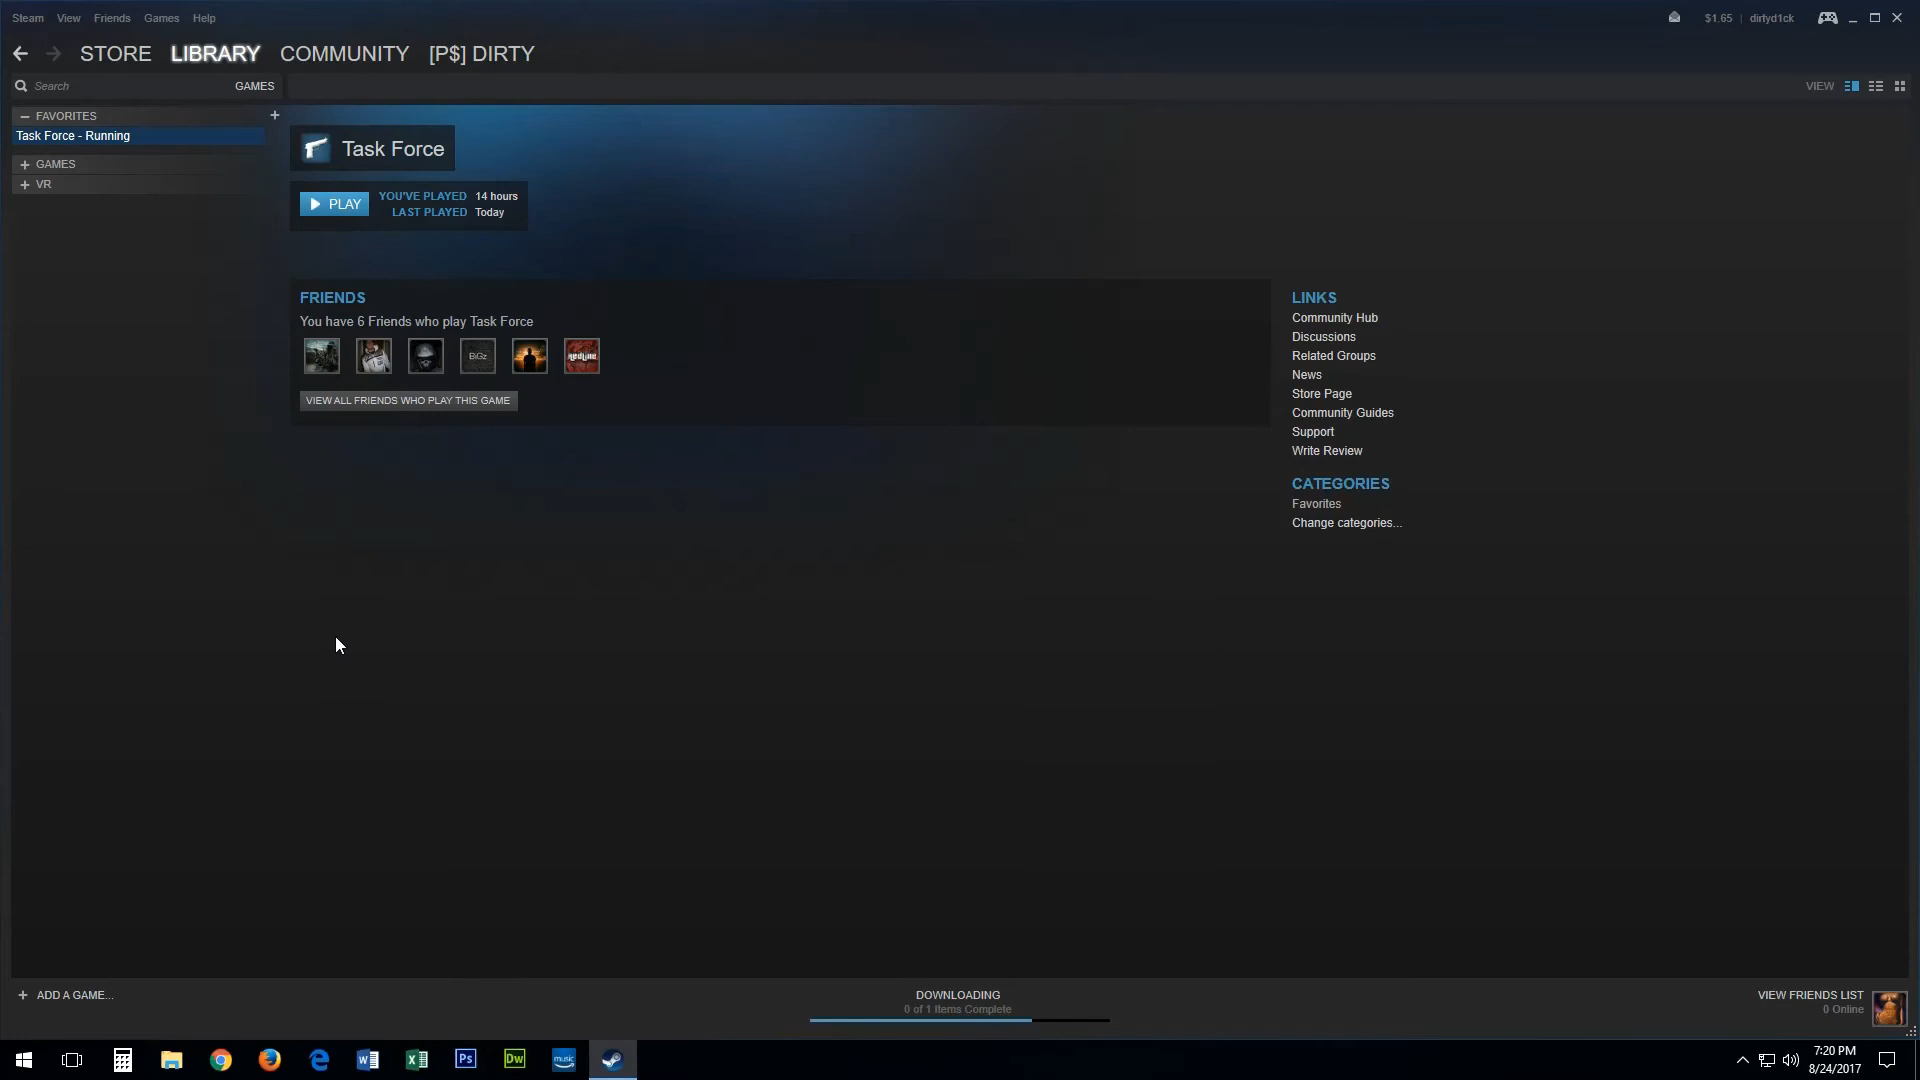 Steam View Friends Games Help
$1.65 | dirtyd1ck
STORE LIBRARY COMMUNITY [P$] DIRTY
Search
GAMES
VIEW
FAVORITES
Task Force - Running
GAMES
VR
Task Force
PLAY
YOU'VE PLAYED 14 hours
LAST PLAYED Today
FRIENDS
You have 6 Friends who play Task Force
BiGz
redline
VIEW ALL FRIENDS WHO PLAY THIS GAME
LINKS
Community Hub
Discussions
Related Groups
News
Store Page
Community Guides
Support
Write Review
CATEGORIES
Favorites
Change categories...
ADD A GAME...
DOWNLOADING
0 of 1 Items Complete
VIEW FRIENDS LIST
0 Online
Ps
Dw
music
7:20 PM
8/24/2017